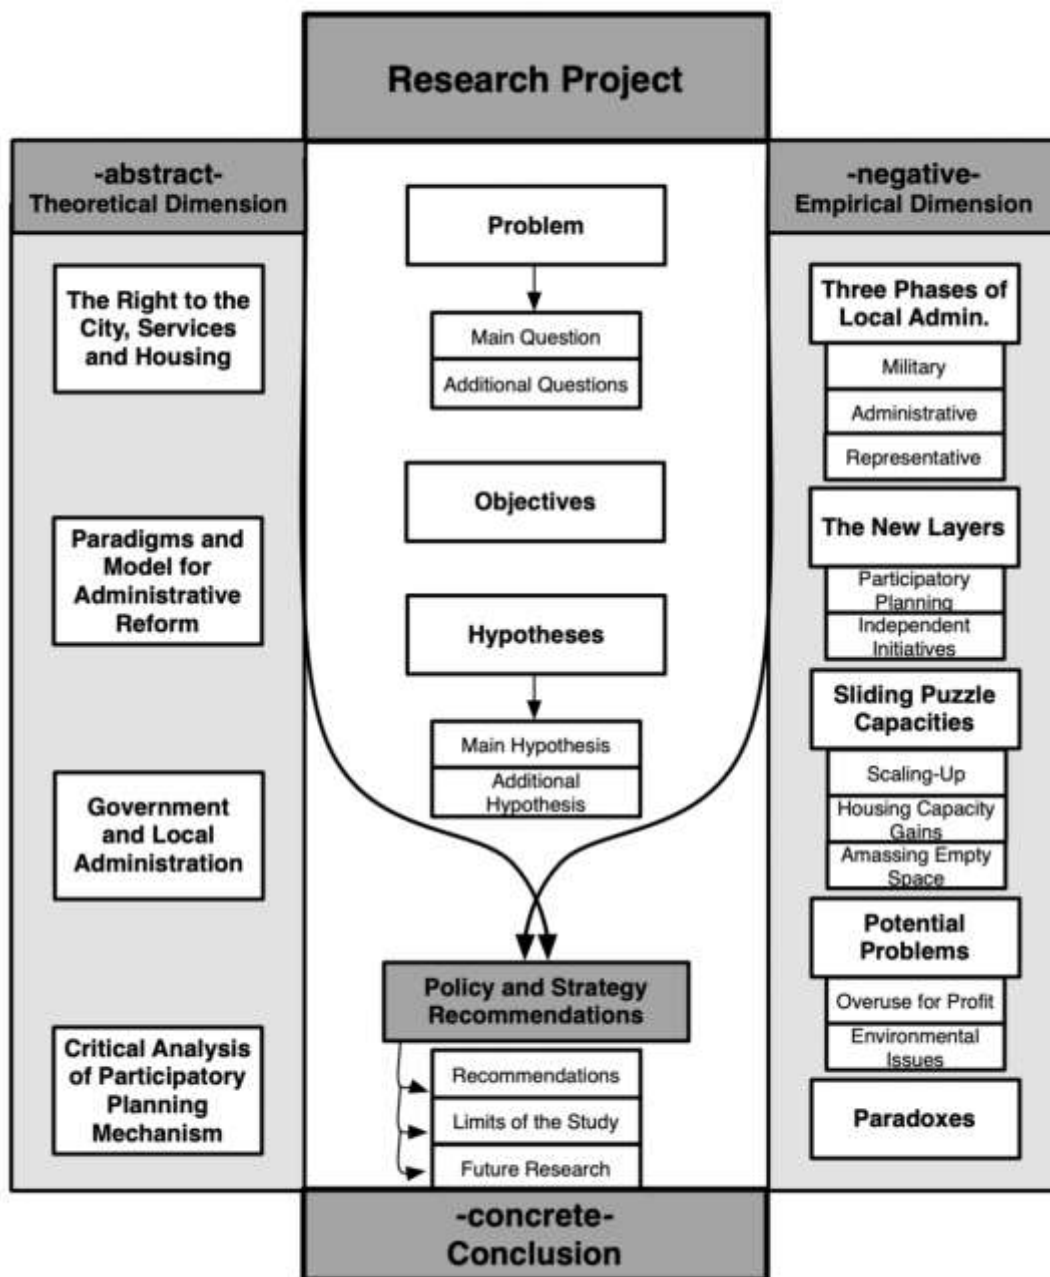 Research Project
-abstract-
Theoretical Dimension
The Right to the
City, Services
and Housing
Paradigms and
Model for
Administrative
Reform
Government
and Local
Administration
Critical Analysis
of Participatory
Planning
Mechanism
Problem
Main Question
Additional Questions
Objectives
Hypotheses
Main Hypothesis
Additional
Hypothesis
Policy and Strategy
Recommendations
Recommendations
Limits of the Study
Future Research
-concrete-
Conclusion
-negative-
Empirical Dimension
Three Phases of
Local Admin.
Military
Administrative
Representative
The New Layers
Participatory
Planning
Independent
Initiatives
Sliding Puzzle
Capacities
Scaling-Up
Housing Capacity
Gains
Amassing Empty
Space
Potential
Problems
Overuse for Profit
Environmental
Issues
Paradoxes